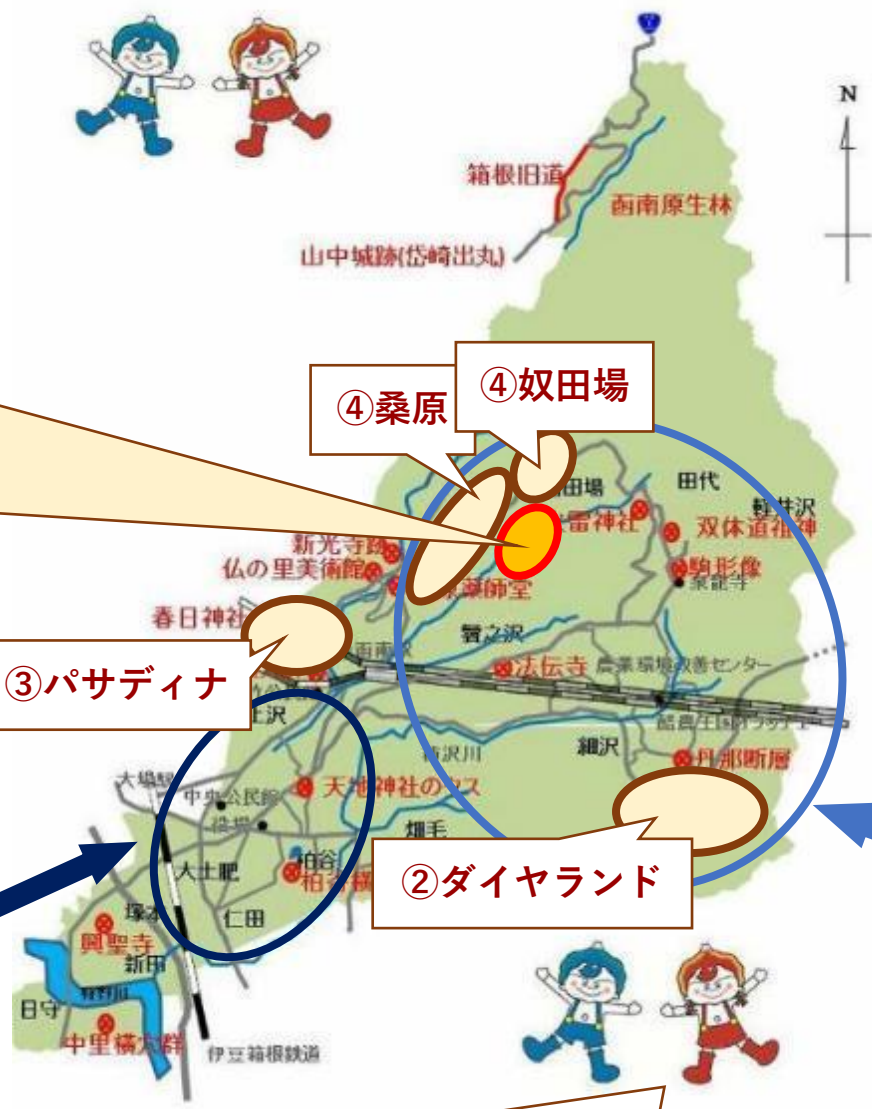 N
箱根旧道
函南原生林
山中城跡(岱崎出丸)
④桑原
④奴田場
田代
軽井沢
雷神社
双体道祖神
新光寺跡
仏の里美術館
駒形像
泉龍寺
薬師堂
春日神社
③パサディナ
法伝寺
農業環境改善センター
細沢
丹那断層
大場駅
中央公民館
役場
天地神社のクス
畑毛
柏谷
②ダイヤランド
大土肥
仁田
塚本
興聖寺
新田
日守
中里横穴群
伊豆箱根鉄道